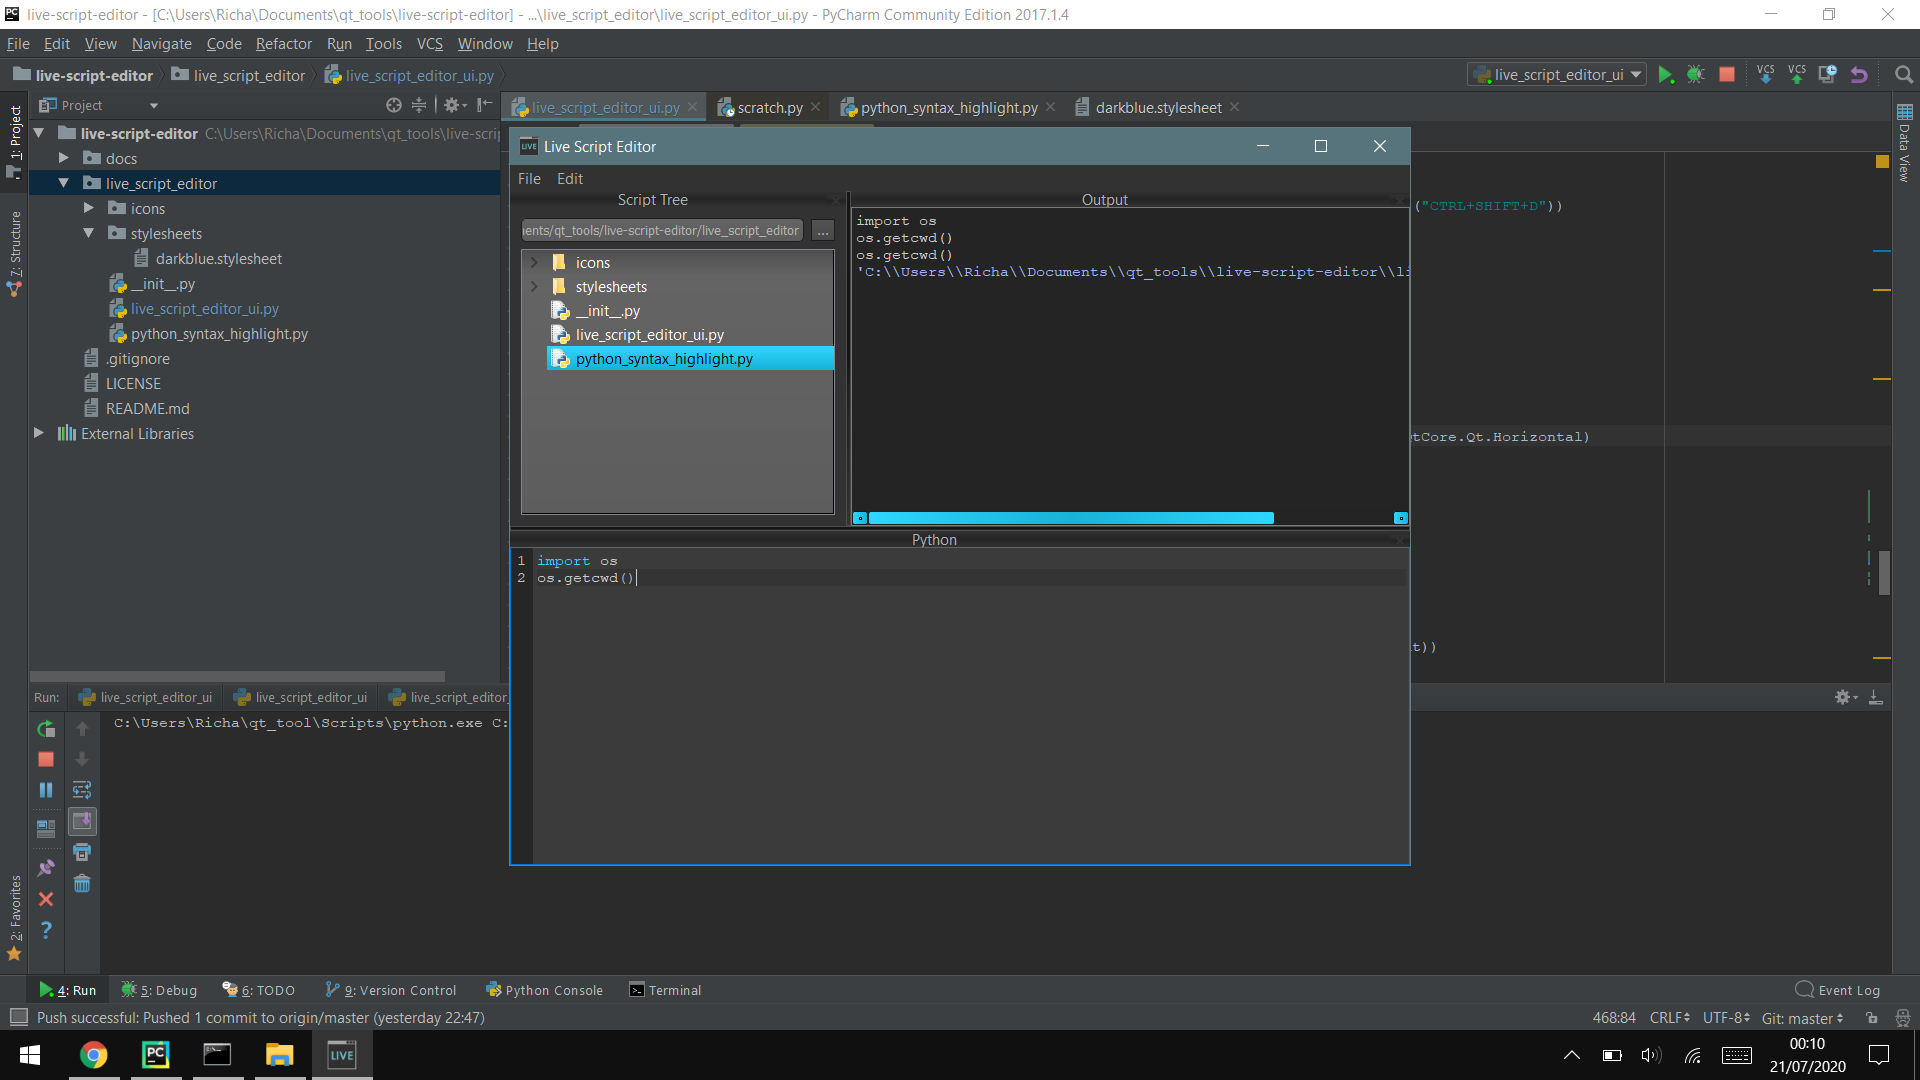 live-script-editor - [C:\Users\Richa\Documents\qt_tools\live-script-editor] - ...\live_script_editor\live_script_editor_ui.py - PyCharm Community Edition 2017.1.4
File Edit View Navigate Code Refactor Run Tools VCS Window Help
live-script-editor live_script_editor live_script_editor_ui.py
live_script_editor_ui
VCS VCS
Project
live_script_editor_ui.py scratch.py python_syntax_highlight.py darkblue.stylesheet
1: Project
7: Structure
2: Favorites
Data View
live-script-editor C:\Users\Richa\Documents\qt_tools\live-scri
docs
live_script_editor
icons
stylesheets
darkblue.stylesheet
__init__.py
live_script_editor_ui.py
python_syntax_highlight.py
.gitignore
LICENSE
README.md
External Libraries
LIVE Live Script Editor
File Edit
Script Tree
Output
ents/qt_tools/live-script-editor/live_script_editor ...
icons
stylesheets
__init__.py
live_script_editor_ui.py
python_syntax_highlight.py
import os
os.getcwd()
os.getcwd()
'C:\\Users\\Richa\\Documents\\qt_tools\\live-script-editor\\li
Python
1 import os
2 os.getcwd()
("CTRL+SHIFT+D"))
tCore.Qt.Horizontal)
t))
Run: live_script_editor_ui live_script_editor_ui live_script_editor_
C:\Users\Richa\qt_tool\Scripts\python.exe C:
4: Run 5: Debug 6: TODO 9: Version Control Python Console Terminal Event Log
Push successful: Pushed 1 commit to origin/master (yesterday 22:47) 468:84 CRLF UTF-8 Git: master
PC LIVE
00:10
21/07/2020